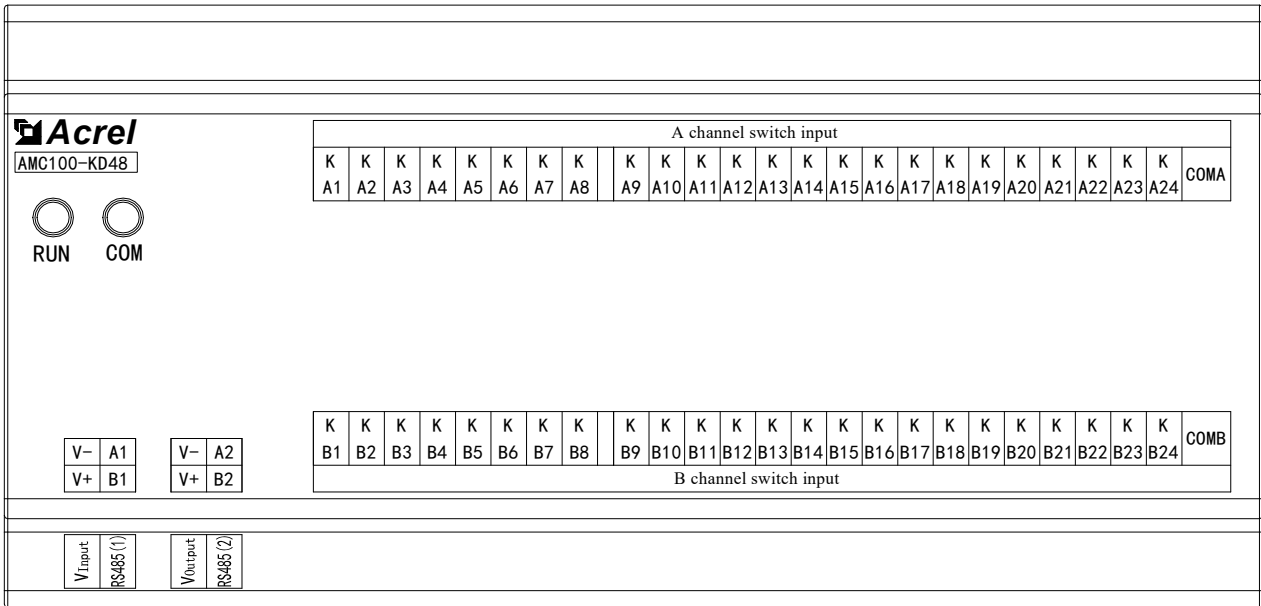 Acrel
AMC100-KD48
RUN COM
A channel switch input
K K K K K K K K K K K K K K K K K K K K K K K K
A1 A2 A3 A4 A5 A6 A7 A8 A9 A10 A11 A12 A13 A14 A15 A16 A17 A18 A19 A20 A21 A22 A23 A24 COMA
K K K K K K K K K K K K K K K K K K K K K K K K
B1 B2 B3 B4 B5 B6 B7 B8 B9 B10 B11 B12 B13 B14 B15 B16 B17 B18 B19 B20 B21 B22 B23 B24 COMB
B channel switch input
V- A1 V- A2
V+ B1 V+ B2
VInput RS485(1) VOutput RS485(2)